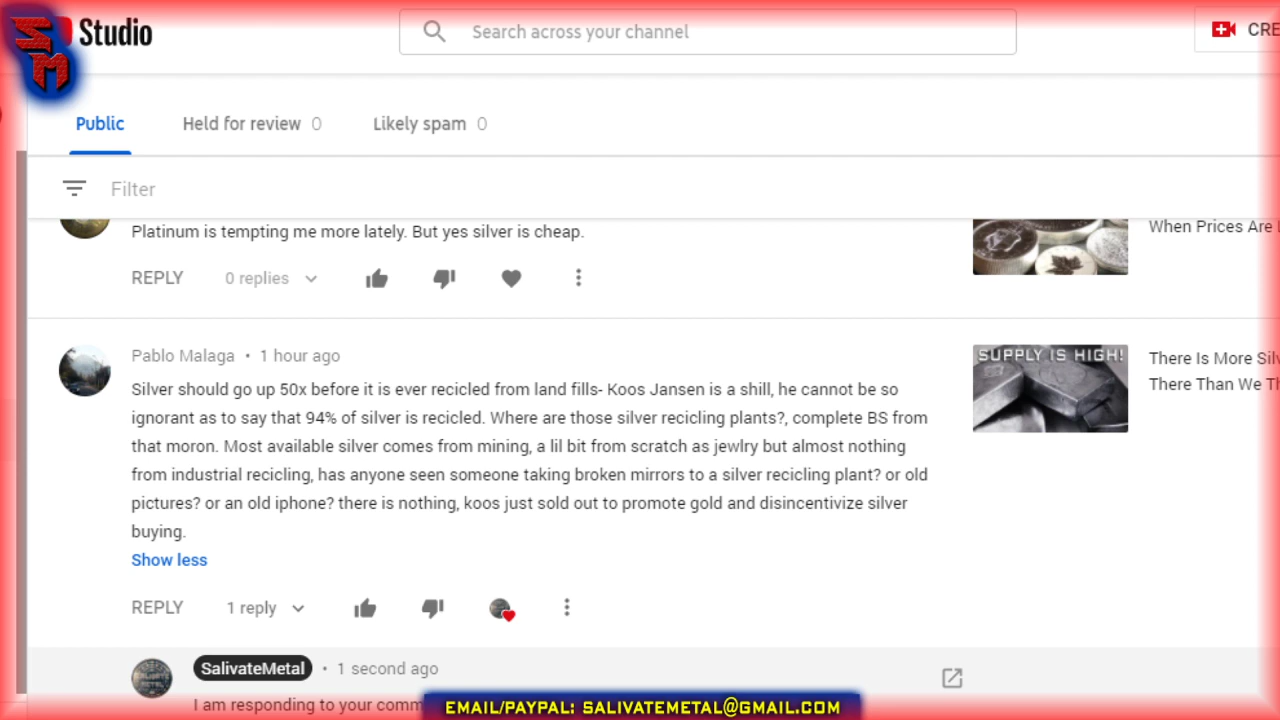 SM
Studio
Search across your channel
CRE
Public
Held for review 0
Likely spam 0
Filter
Platinum is tempting me more lately. But yes silver is cheap.
When Prices Are
REPLY
0 replies
Pablo Malaga • 1 hour ago
Silver should go up 50x before it is ever recicled from land fills- Koos Jansen is a shill, he cannot be so
ignorant as to say that 94% of silver is recicled. Where are those silver recicling plants?, complete BS from
that moron. Most available silver comes from mining, a lil bit from scratch as jewlry but almost nothing
from industrial recicling, has anyone seen someone taking broken mirrors to a silver recicling plant? or old
pictures? or an old iphone? there is nothing, koos just sold out to promote gold and disincentivize silver
buying.
Show less
SUPPLY IS HIGH!
There Is More Silv
There Than We Th
REPLY
1 reply
SalivateMetal • 1 second ago
I am responding to your comm
EMAIL/PAYPAL: SALIVATEMETAL@GMAIL.COM